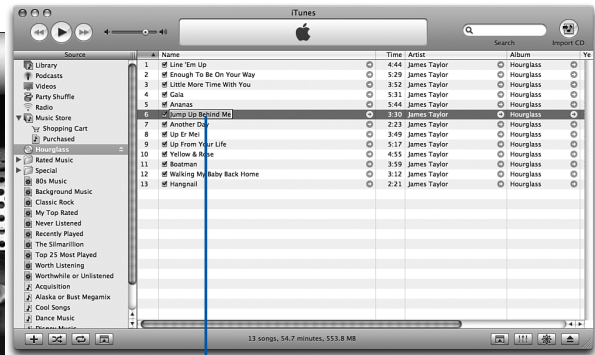 iTunes
Search
Import CD
Source
Name Time Artist Album Ye
Library
Podcasts
Videos
Party Shuffle
Radio
Music Store
Shopping Cart
Purchased
Hourglass
Rated Music
Special
80s Music
Background Music
Classic Rock
My Top Rated
Never Listened
Recently Played
The Silmarillion
Top 25 Most Played
Worth Listening
Worthwhile or Unlistened
Acquisition
Alaska or Bust Megamix
Cool Songs
Dance Music
Disney Music
1 Line 'Em Up 4:44 James Taylor Hourglass
2 Enough To Be On Your Way 5:29 James Taylor Hourglass
3 Little More Time With You 3:52 James Taylor Hourglass
4 Gaia 5:31 James Taylor Hourglass
5 Ananas 5:44 James Taylor Hourglass
6 Jump Up Behind Me 3:30 James Taylor Hourglass
7 Another Day 2:23 James Taylor Hourglass
8 Up Er Mei 3:49 James Taylor Hourglass
9 Up From Your Life 5:17 James Taylor Hourglass
10 Yellow & Rose 4:55 James Taylor Hourglass
11 Boatman 3:59 James Taylor Hourglass
12 Walking My Baby Back Home 3:12 James Taylor Hourglass
13 Hangnail 2:21 James Taylor Hourglass
13 songs, 54.7 minutes, 553.8 MB